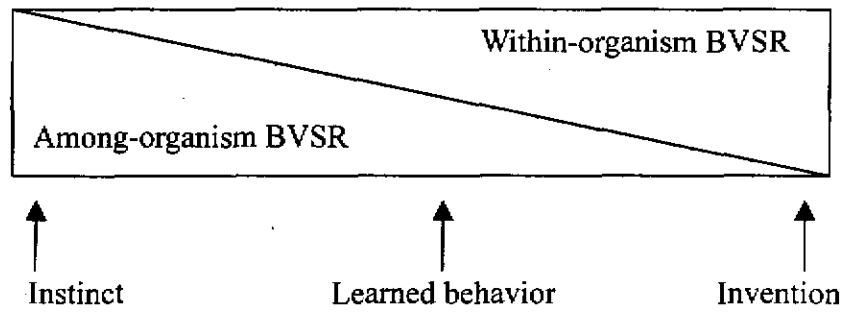 Within-organism BVSR
Among-organism BVSR
Instinct
Learned behavior
Invention